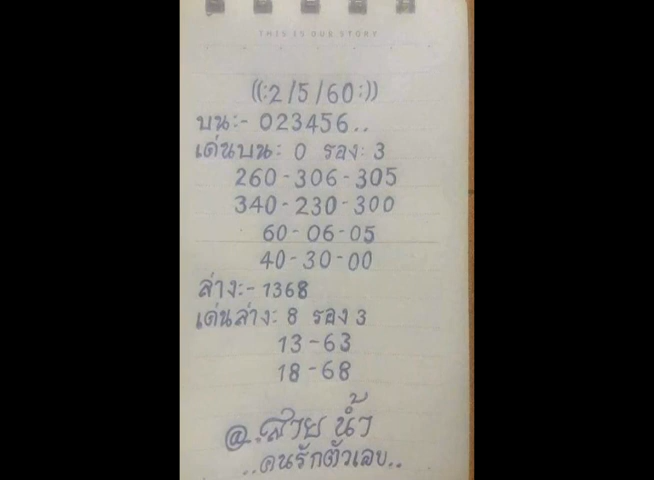 THIS IS OUR STORY
((:2/5/60:))
บน:- 023456..
เด่นบน: 0 รอง: 3
260-306-305
340-230-300
60-06-05
40-30-00
ล่าง:- 1368
เด่นล่าง: 8 รอง 3
13-63
18-68
@..สาย น้ำ
..คนรักตัวเลข..